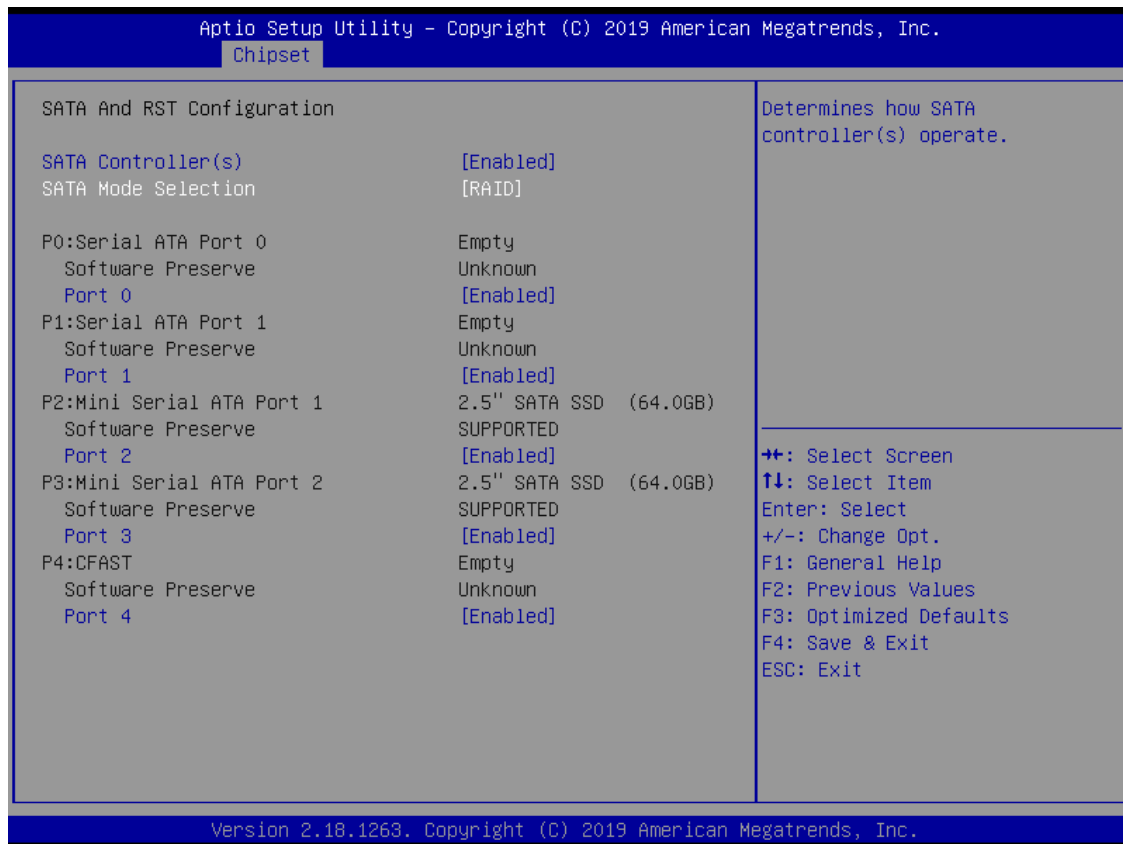 Aptio Setup Utility – Copyright (C) 2019 American Megatrends, Inc.
Chipset
SATA And RST Configuration
SATA Controller(s) [Enabled]
SATA Mode Selection [RAID]
P0:Serial ATA Port 0 Empty
Software Preserve Unknown
Port 0 [Enabled]
P1:Serial ATA Port 1 Empty
Software Preserve Unknown
Port 1 [Enabled]
P2:Mini Serial ATA Port 1 2.5" SATA SSD (64.0GB)
Software Preserve SUPPORTED
Port 2 [Enabled]
P3:Mini Serial ATA Port 2 2.5" SATA SSD (64.0GB)
Software Preserve SUPPORTED
Port 3 [Enabled]
P4:CFAST Empty
Software Preserve Unknown
Port 4 [Enabled]
Determines how SATA
controller(s) operate.
→←: Select Screen
↑↓: Select Item
Enter: Select
+/-: Change Opt.
F1: General Help
F2: Previous Values
F3: Optimized Defaults
F4: Save & Exit
ESC: Exit
Version 2.18.1263. Copyright (C) 2019 American Megatrends, Inc.